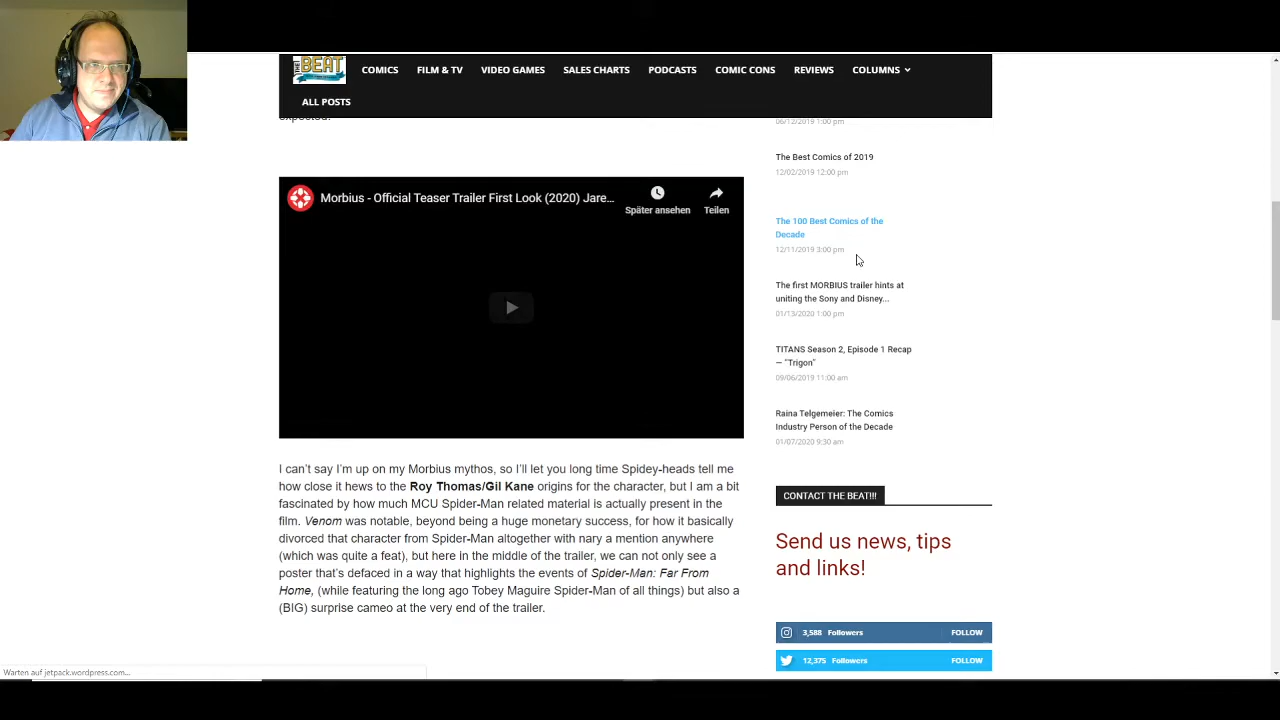 THE BEAT
COMICS
FILM & TV
VIDEO GAMES
SALES CHARTS
PODCASTS
COMIC CONS
REVIEWS
COLUMNS
ALL POSTS
expected!
Morbius - Official Teaser Trailer First Look (2020) Jare...
Später ansehen
Teilen
I can't say I'm up on my Morbius mythos, so I'll let you long time Spidey-heads tell me
how close it hews to the Roy Thomas/Gil Kane origins for the character, but I am a bit
fascinated by how much MCU Spider-Man related material is actually present in the
film. Venom was notable, beyond being a huge monetary success, for how it basically
divorced that character from Spider-Man altogether with nary a mention anywhere
(which was quite a feat), but here in the middle of the trailer, we can not only see a
poster that's defaced in a way that highlights the events of Spider-Man: Far From
Home, (while featuring the long ago Tobey Maguire Spider-Man of all things) but also a
(BIG) surprise cameo at the very end of the trailer.
06/12/2019 1:00 pm
The Best Comics of 2019
12/02/2019 12:00 pm
The 100 Best Comics of the
Decade
12/11/2019 3:00 pm
The first MORBIUS trailer hints at
uniting the Sony and Disney...
01/13/2020 1:00 pm
TITANS Season 2, Episode 1 Recap
— "Trigon"
09/06/2019 11:00 am
Raina Telgemeier: The Comics
Industry Person of the Decade
01/07/2020 9:30 am
CONTACT THE BEAT!!!
Send us news, tips
and links!
3,588 Followers
FOLLOW
12,375 Followers
FOLLOW
Warten auf jetpack.wordpress.com...